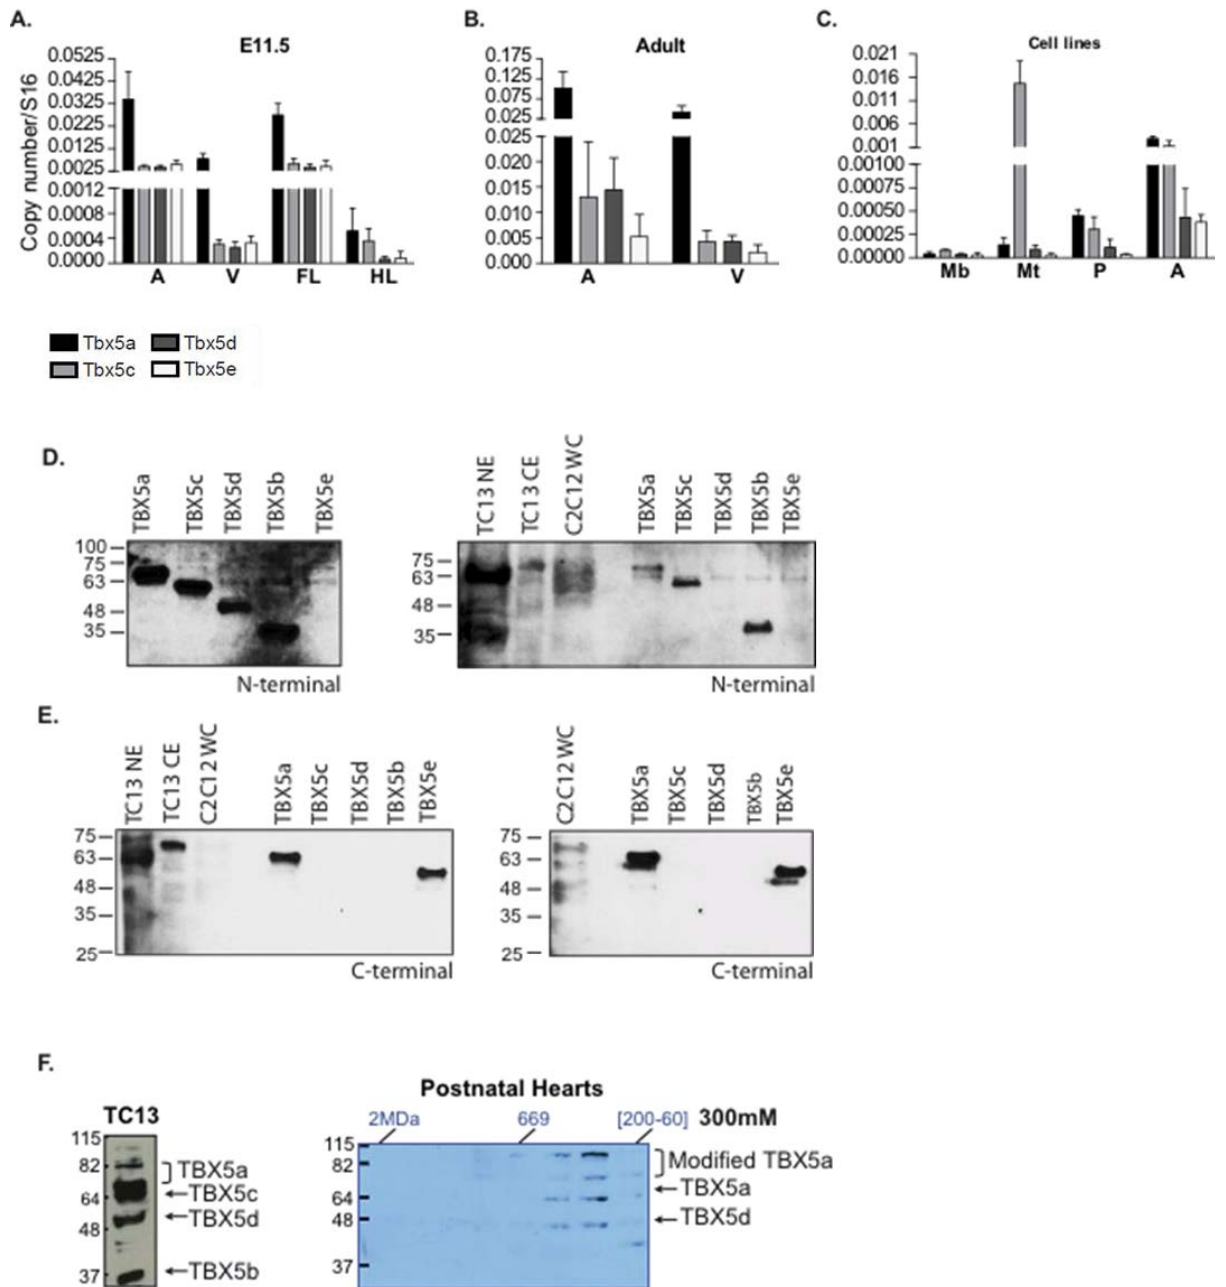 A.
E11.5
Copy number/S16
0.0525
0.0425
0.0325
0.0225
0.0125
0.0025
0.0012
0.0008
0.0004
0.0000
A V FL HL
B.
Adult
0.175
0.125
0.075
0.025
0.025
0.020
0.015
0.010
0.005
0.000
A V
C.
Cell lines
0.021
0.016
0.011
0.006
0.001
0.00100
0.00075
0.00050
0.00025
0.00000
Mb Mt P A
Tbx5a Tbx5d
Tbx5c Tbx5e
D.
TBX5a TBX5c TBX5d TBX5b TBX5e
100
75
63
48
35
N-terminal
TC13 NE TC13 CE C2C12 WC TBX5a TBX5c TBX5d TBX5b TBX5e
75
63
48
35
N-terminal
E.
TC13 NE TC13 CE C2C12 WC TBX5a TBX5c TBX5d TBX5b TBX5e
75
63
48
35
25
C-terminal
C2C12 WC TBX5a TBX5c TBX5d TBX5b TBX5e
75
63
48
35
25
C-terminal
F.
TC13
115
82
64
48
37
TBX5a
TBX5c
TBX5d
TBX5b
Postnatal Hearts
2MDa 669 [200-60] 300mM
115
82
64
48
37
Modified TBX5a
TBX5a
TBX5d